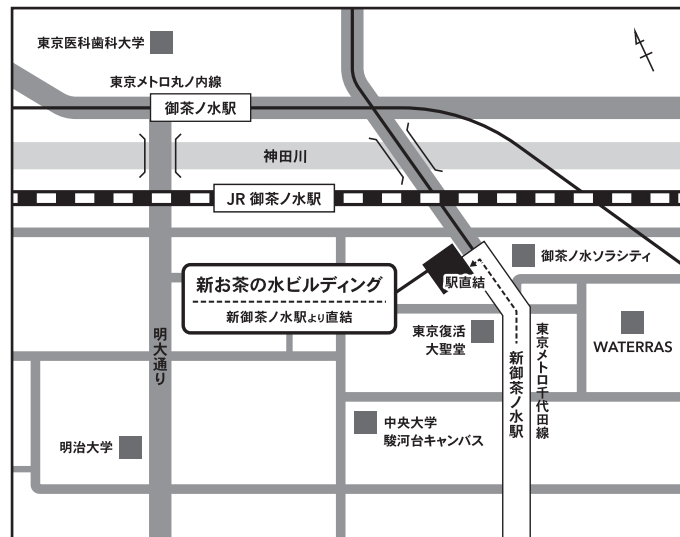 東京医科歯科大学
東京メトロ丸ノ内線
御茶ノ水駅
神田川
JR 御茶ノ水駅
御茶ノ水ソラシティ
駅直結
新お茶の水ビルディング
新御茶ノ水駅より直結
東京復活
大聖堂
WATERRAS
明大通り
新御茶ノ水駅
東京メトロ千代田線
中央大学
駿河台キャンパス
明治大学